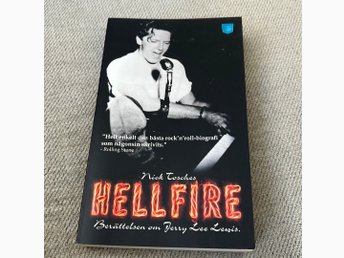 "Helt enkelt den bästa rock'n'roll-biografi
som någonsin skrivits."
- Rolling Stone
Nick Tosches
HELLFIRE
Berättelsen om Jerry Lee Lewis.